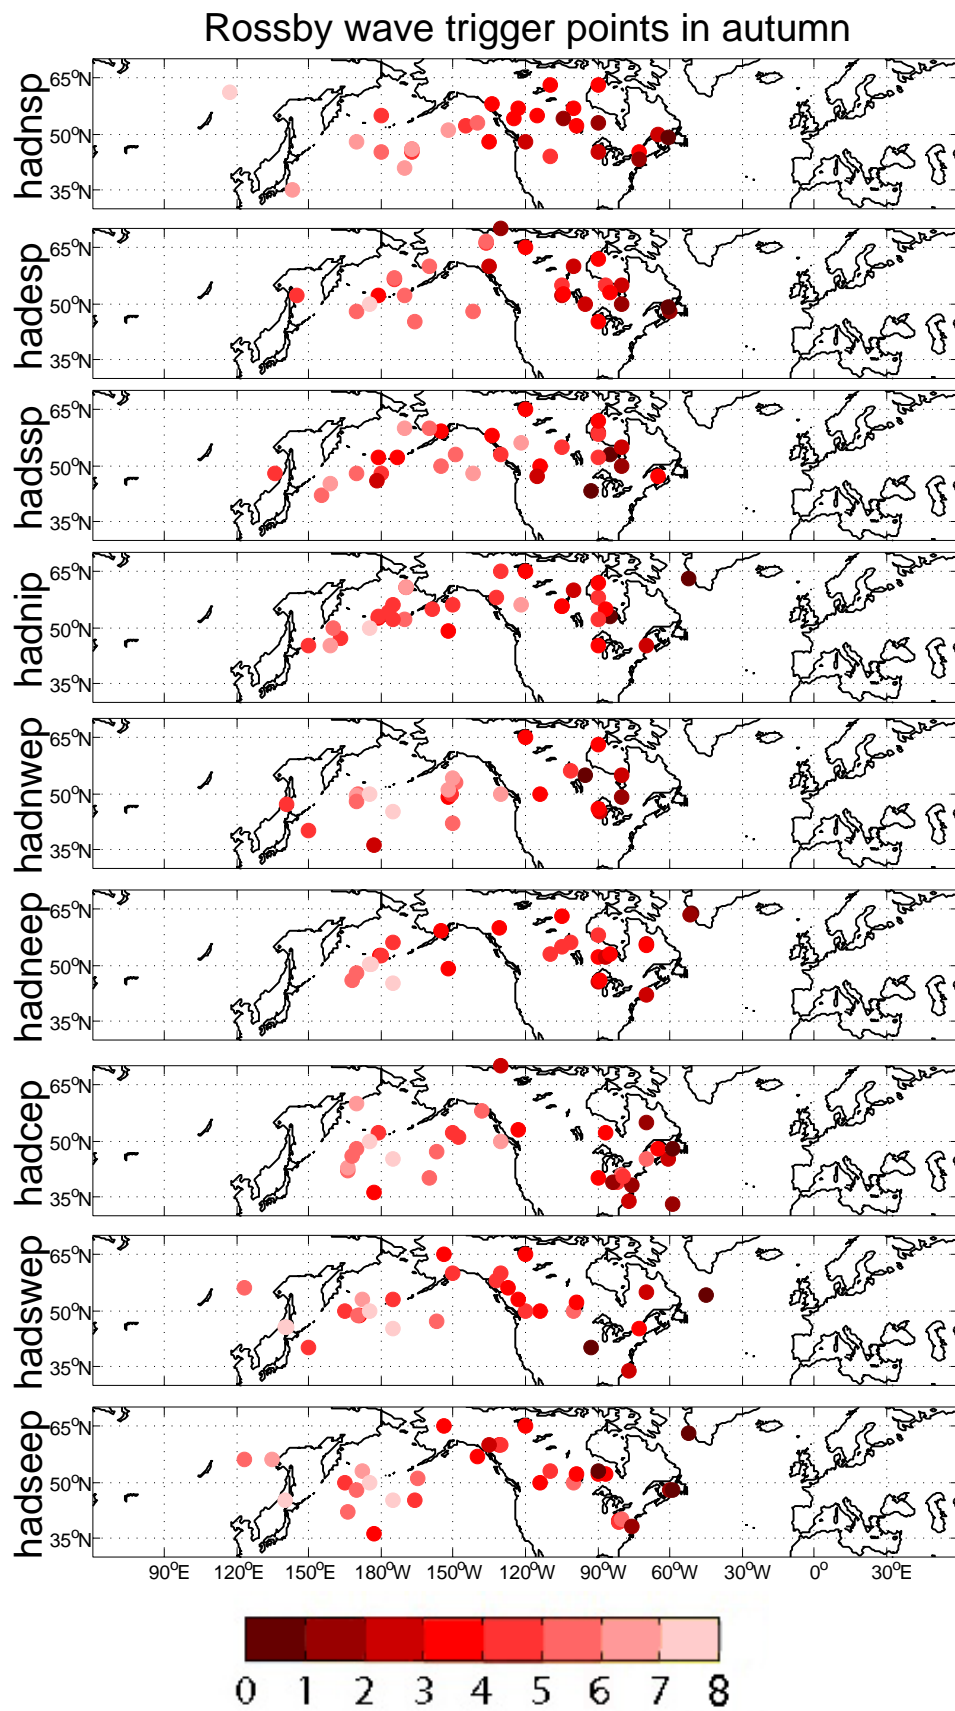 Rossby wave trigger points in autumn
hadnsp
65°N
50°N
35°N
hadesp
65°N
50°N
35°N
hadssp
65°N
50°N
35°N
hadnip
65°N
50°N
35°N
hadnwep
65°N
50°N
35°N
hadneep
65°N
50°N
35°N
hadcep
65°N
50°N
35°N
hadswep
65°N
50°N
35°N
hadseep
65°N
50°N
35°N
90°E 120°E 150°E 180°W 150°W 120°W 90°W 60°W 30°W 0° 30°E
0 1 2 3 4 5 6 7 8